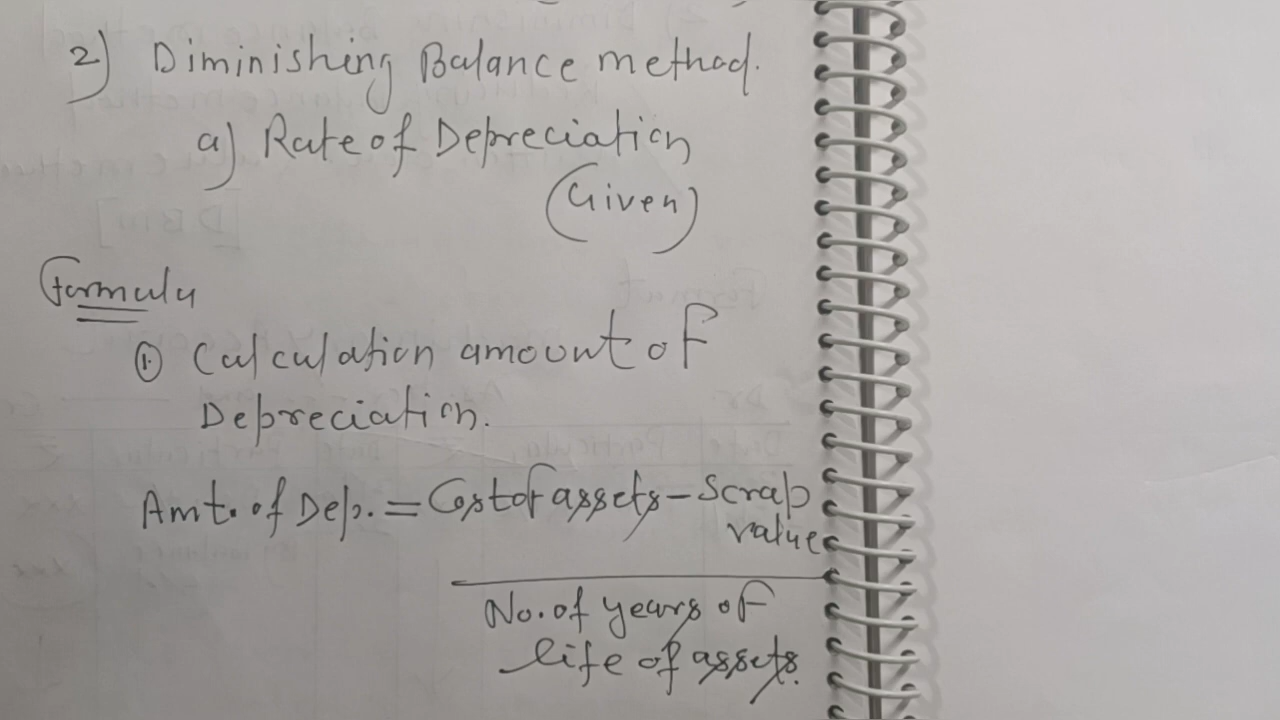 2) Diminishing Balance method.
a) Rate of Depreciation
(Given)
Formula
① Calculation amount of
Depreciation.
Amt. of Dep. = Cost of assets - Scrap
value
No. of years of
life of assets.